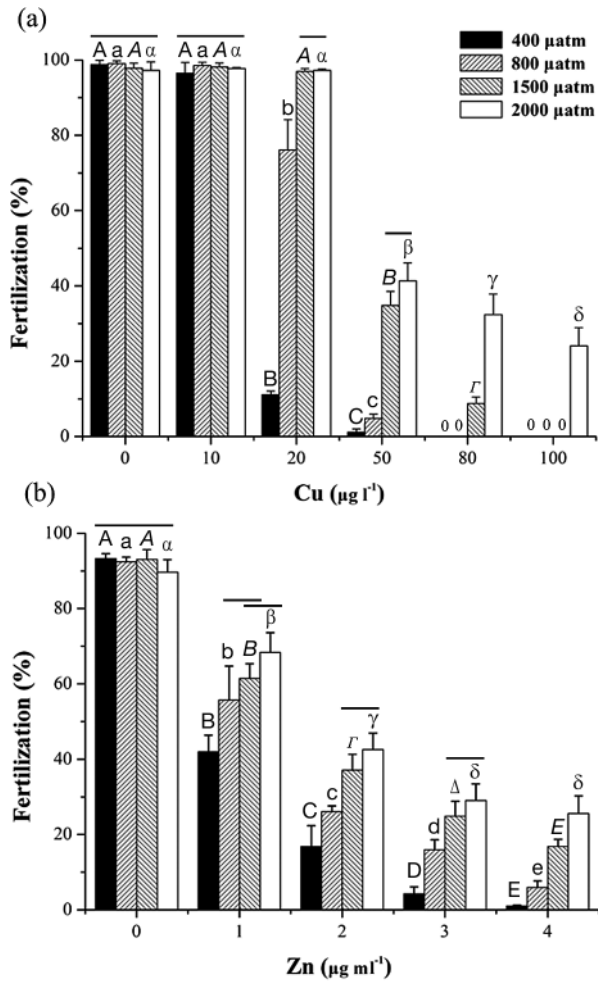 (a)
100
80
60
40
20
0
Fertilization (%)
A a A α
A a A α
B b A α
C c B β
0 0 Γ γ
0 0 0 δ
400 µatm
800 µatm
1500 µatm
2000 µatm
0 10 20 50 80 100
Cu (µg l⁻¹)
(b)
100
80
60
40
20
0
Fertilization (%)
A a A α
B b B β
C c Γ γ
D d Δ δ
E e E δ
0 1 2 3 4
Zn (µg ml⁻¹)